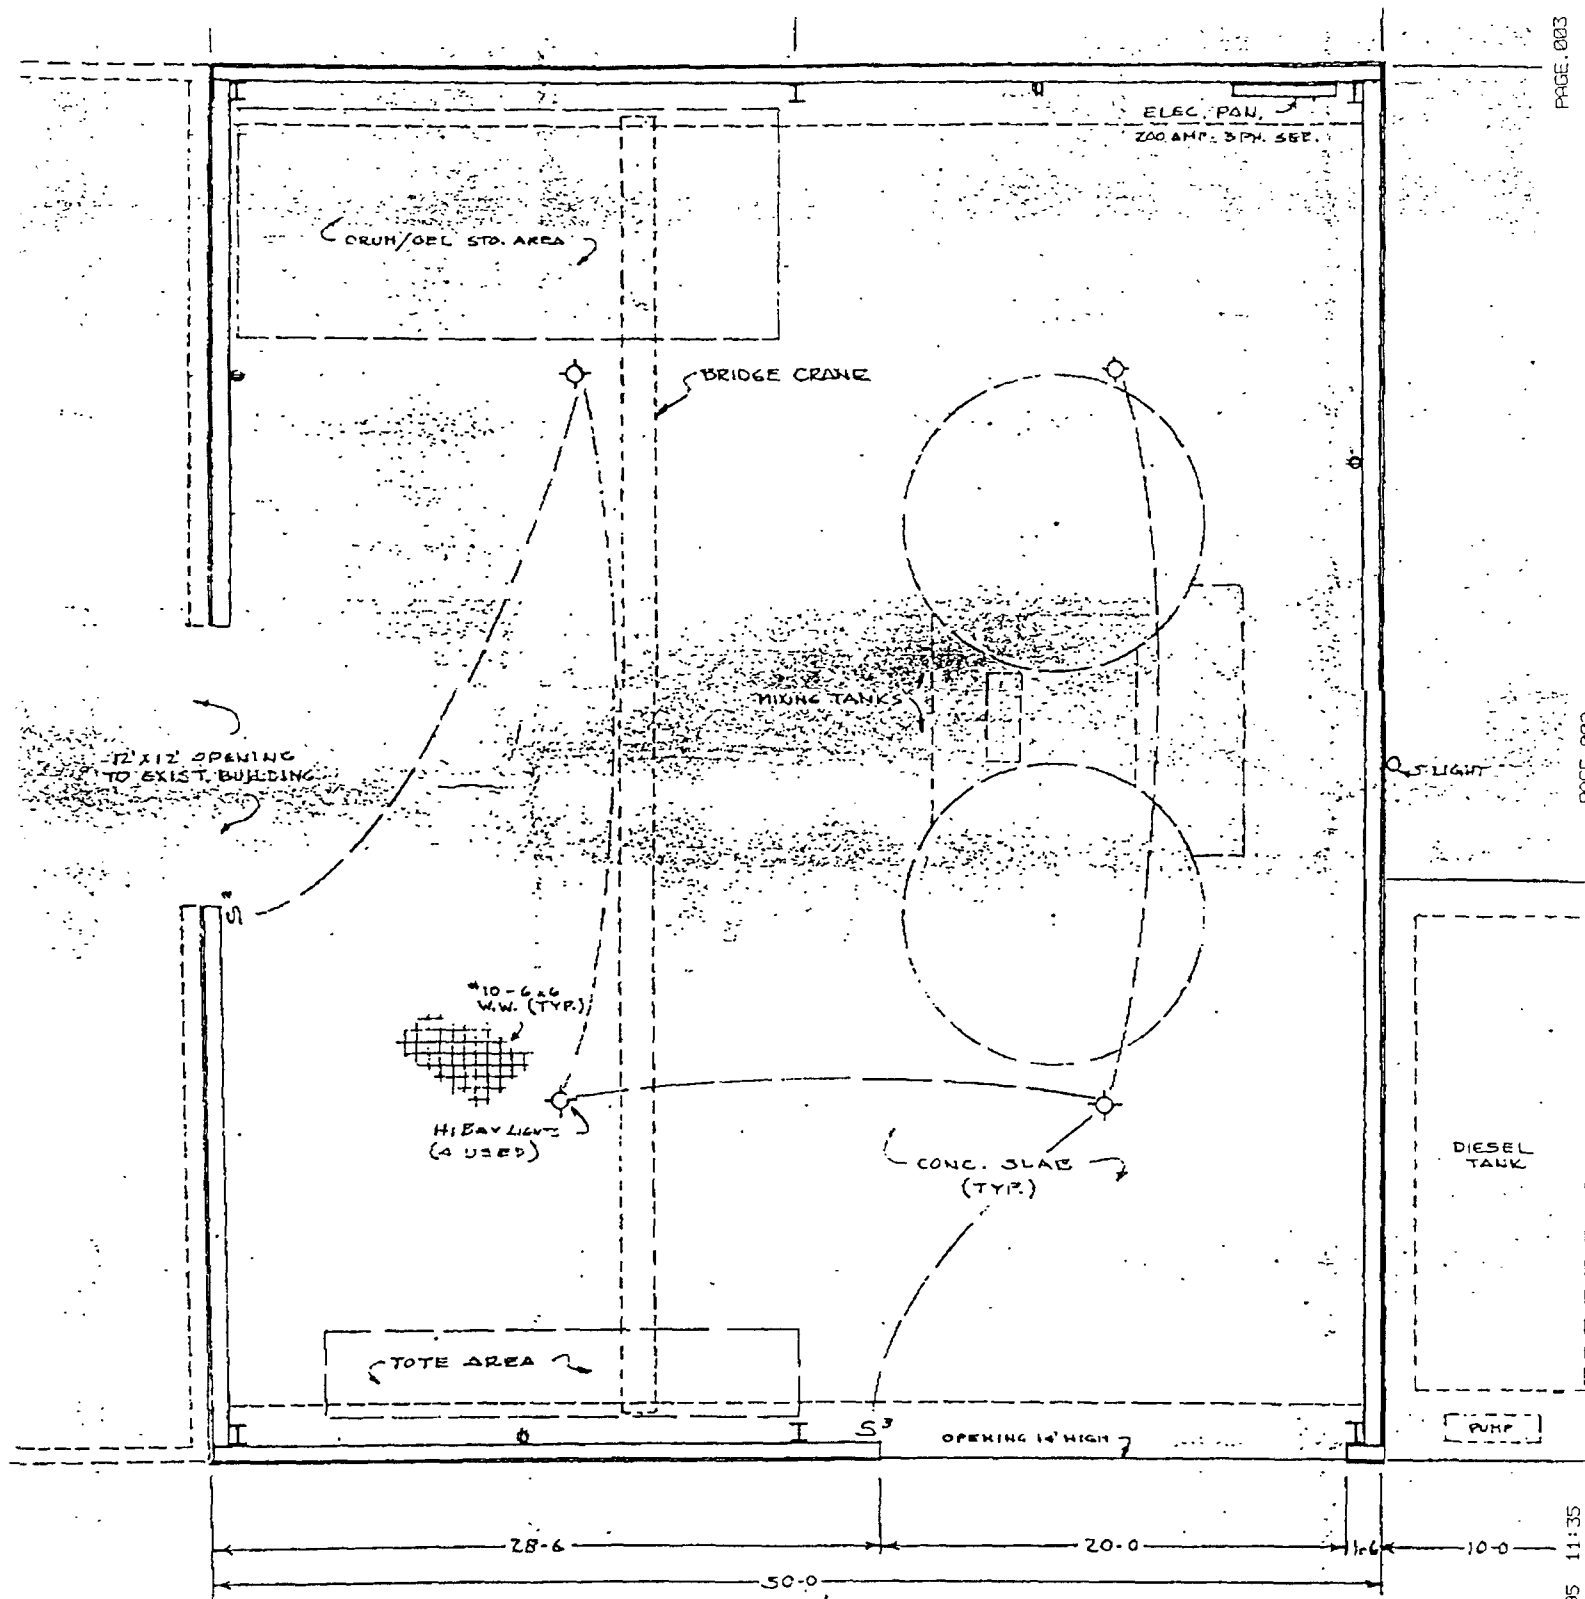 PAGE.003
ELEC. PAN.
200 AMP. 3 PH. SER.
DRUM/GEL STO. AREA
BRIDGE CRANE
MIXING TANKS
12'X12' OPENING
TO EXIST. BUILDING
LIGHT
S³
#10-6x6
W.W. (TYP.)
HI BAY LIGHTS
(4 USED)
CONC. SLAB
(TYP.)
DIESEL
TANK
TOTE AREA
S³
OPENING 14' HIGH
PUMP
28-6
20-0
1-6
10-0
50-0
11:35